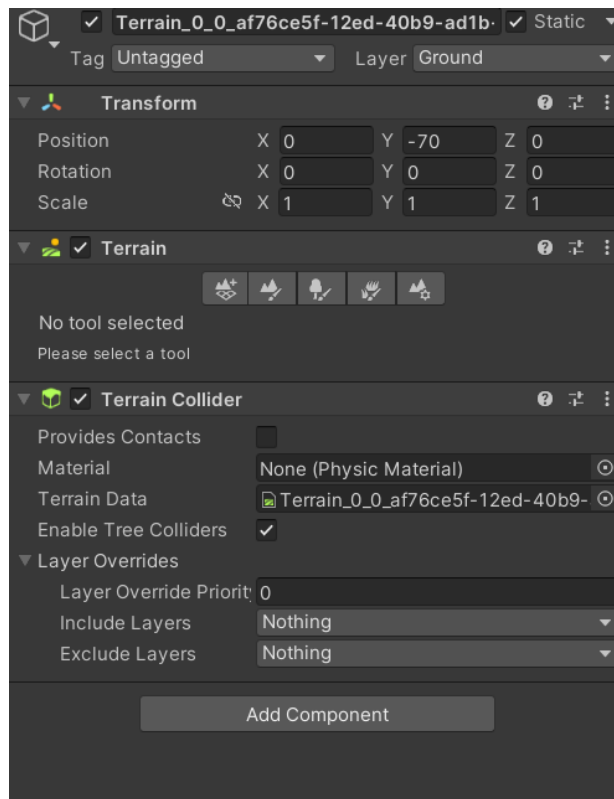 Terrain_0_0_af76ce5f-12ed-40b9-ad1b- Static
Tag Untagged Layer Ground
Transform
Position X 0 Y -70 Z 0
Rotation X 0 Y 0 Z 0
Scale X 1 Y 1 Z 1
Terrain
No tool selected
Please select a tool
Terrain Collider
Provides Contacts
Material None (Physic Material)
Terrain Data Terrain_0_0_af76ce5f-12ed-40b9-
Enable Tree Colliders
Layer Overrides
Layer Override Priorit 0
Include Layers Nothing
Exclude Layers Nothing
Add Component